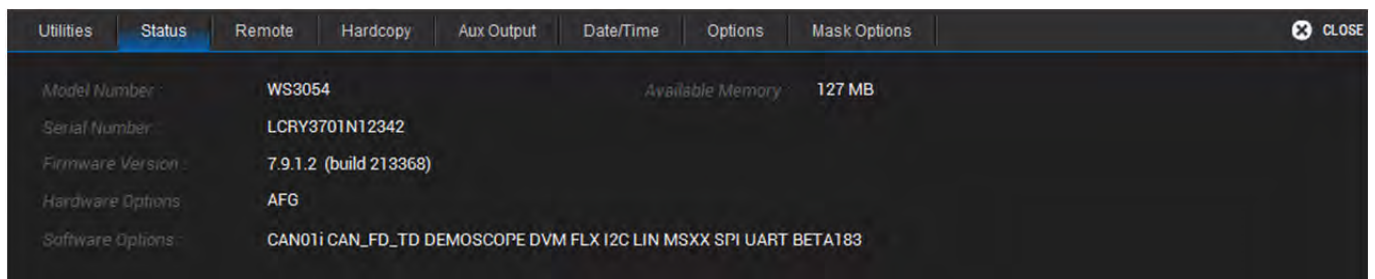 Utilities Status Remote Hardcopy Aux Output Date/Time Options Mask Options CLOSE
Model Number: WS3054 Available Memory 127 MB
Serial Number: LCRY3701N12342
Firmware Version: 7.9.1.2 (build 213368)
Hardware Options AFG
Software Options: CAN01i CAN_FD_TD DEMOSCOPE DVM FLX I2C LIN MSXX SPI UART BETA183